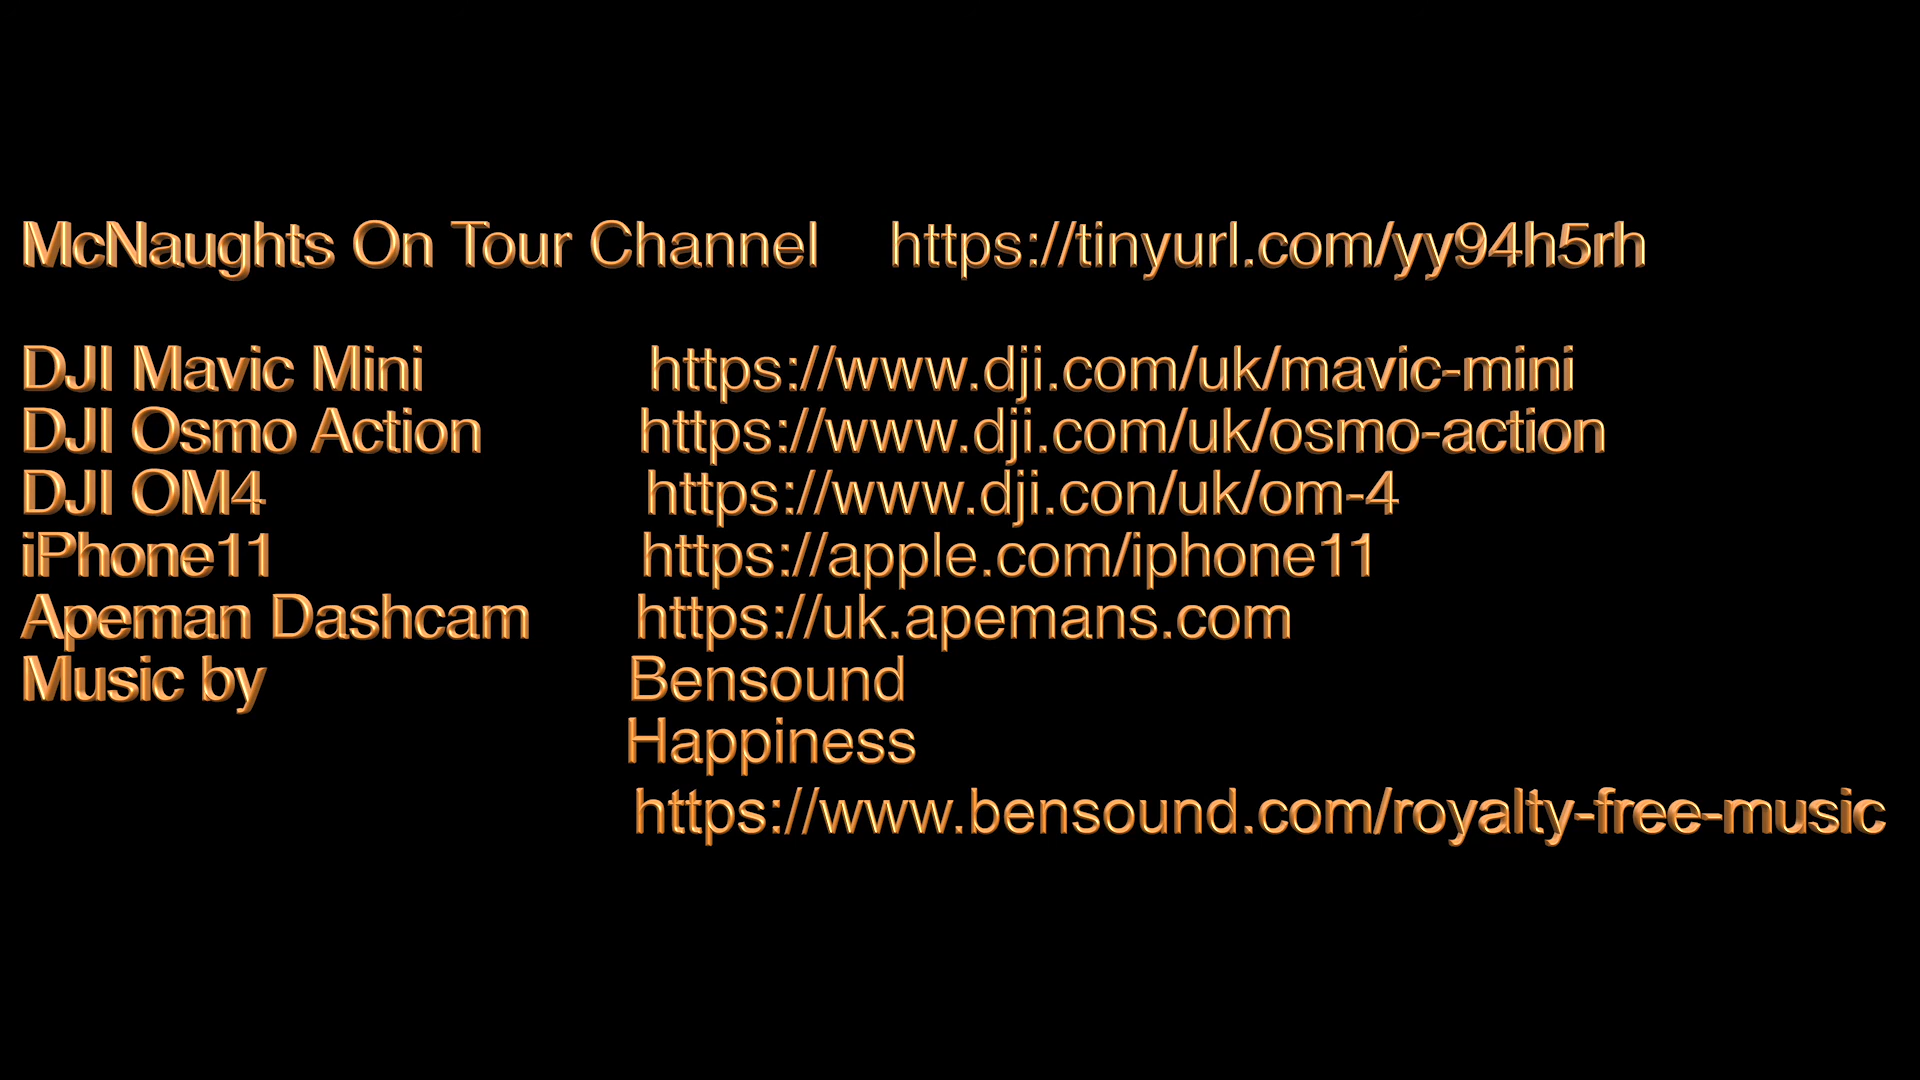 McNaughts On Tour Channel https://tinyurl.com/yy94h5rh
DJI Mavic Mini https://www.dji.com/uk/mavic-mini
DJI Osmo Action https://www.dji.com/uk/osmo-action
DJI OM4 https://www.dji.con/uk/om-4
iPhone11 https://apple.com/iphone11
Apeman Dashcam https://uk.apemans.com
Music by Bensound
Happiness
https://www.bensound.com/royalty-free-music